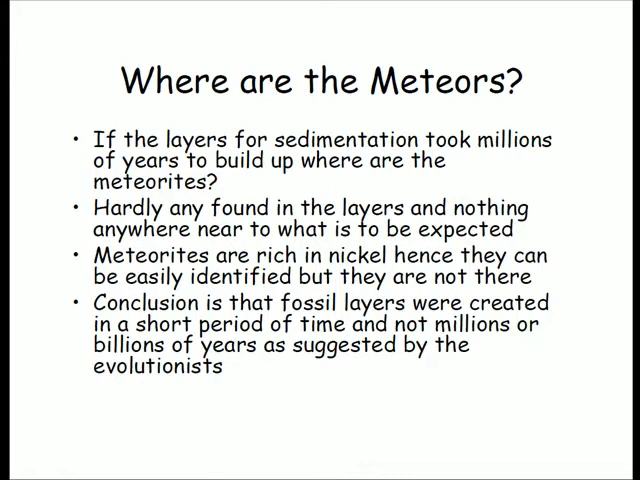 Where are the Meteors?
• If the layers for sedimentation took millions
of years to build up where are the
meteorites?
• Hardly any found in the layers and nothing
anywhere near to what is to be expected
• Meteorites are rich in nickel hence they can
be easily identified but they are not there
• Conclusion is that fossil layers were created
in a short period of time and not millions or
billions of years as suggested by the
evolutionists